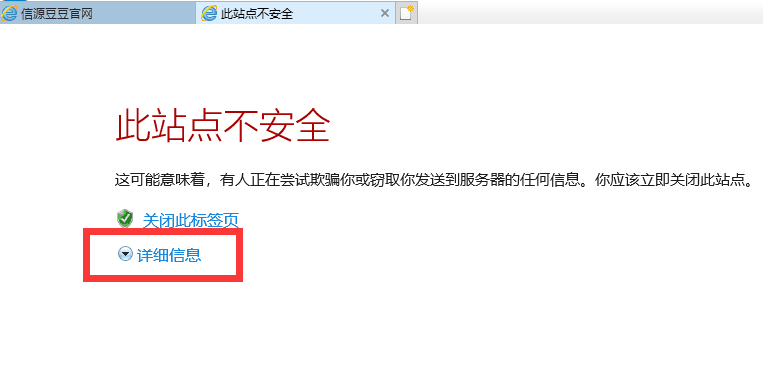 信源豆豆官网
此站点不安全
此站点不安全
这可能意味着，有人正在尝试欺骗你或窃取你发送到服务器的任何信息。你应该立即关闭此站点。
关闭此标签页
详细信息